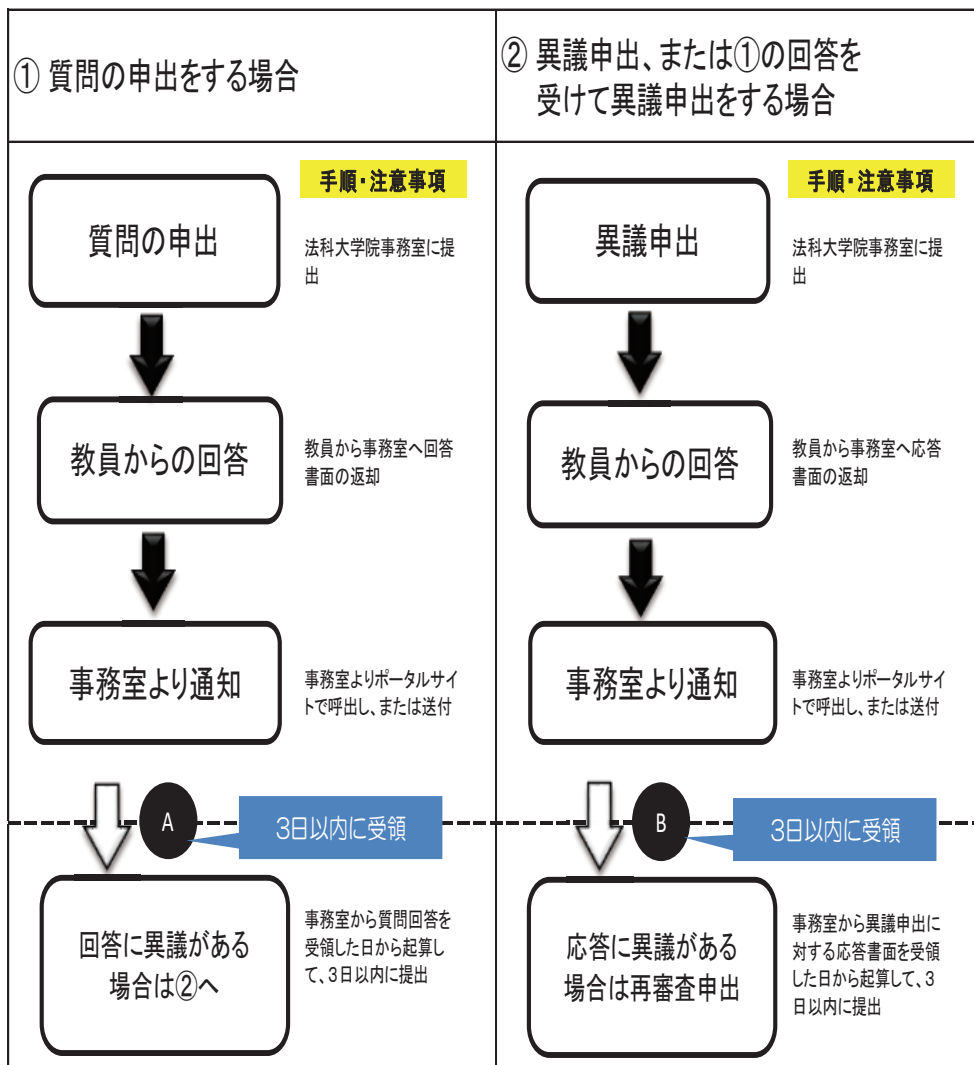 ① 質問の申出をする場合
手順・注意事項
質問の申出
法科大学院事務室に提
出
教員からの回答
教員から事務室へ回答
書面の返却
事務室より通知
事務室よりポータルサイ
トで呼出し、または送付
A
3日以内に受領
回答に異議がある
場合は②へ
事務室から質問回答を
受領した日から起算し
て、3日以内に提出
② 異議申出、または①の回答を
受けて異議申出をする場合
手順・注意事項
異議申出
法科大学院事務室に提
出
教員からの回答
教員から事務室へ応答
書面の返却
事務室より通知
事務室よりポータルサイ
トで呼出し、または送付
B
3日以内に受領
応答に異議がある
場合は再審査申出
事務室から異議申出に
対する応答書面を受領
した日から起算して、3
日以内に提出